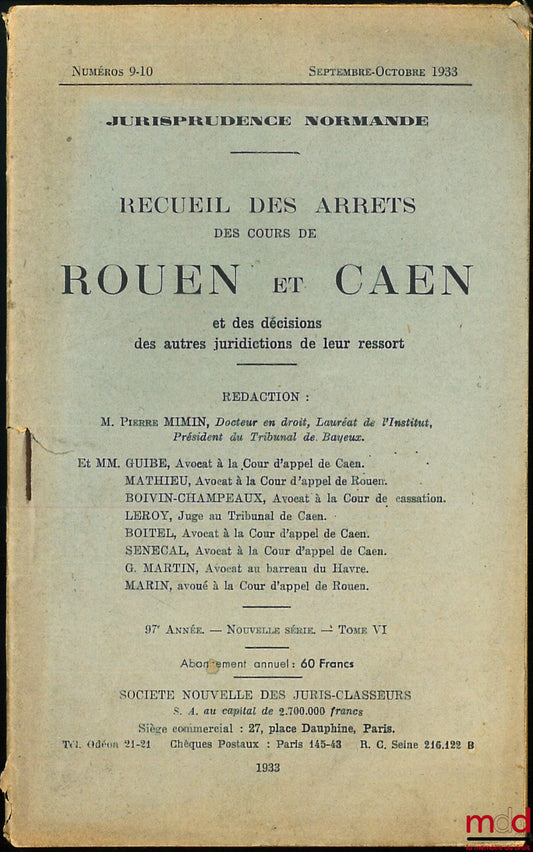 Numéros 9-10 Septembre-Octobre 1933
JURISPRUDENCE NORMANDE
RECUEIL DES ARRETS
DES COURS DE
ROUEN ET CAEN
et des décisions
des autres juridictions de leur ressort
REDACTION :
M. Pierre MIMIN, Docteur en droit, Lauréat de l'Institut,
Président du Tribunal de Bayeux.
Et MM. GUIBE, Avocat à la Cour d'appel de Caen.
MATHIEU, Avocat à la Cour d'appel de Rouen.
BOIVIN-CHAMPEAUX, Avocat à la Cour de cassation.
LEROY, Juge au Tribunal de Caen.
BOITEL, Avocat à la Cour d'appel de Caen.
SENECAL, Avocat à la Cour d'appel de Caen.
G. MARTIN, Avocat au barreau du Havre.
MARIN, avoué à la Cour d'appel de Rouen.
97e Année. — Nouvelle série. — Tome VI
Abonnement annuel : 60 Francs
SOCIETE NOUVELLE DES JURIS-CLASSEURS
S. A. au capital de 2.700.000 francs
Siège commercial : 27, place Dauphine, Paris.
Tél. Odéon 21-21 Chèques Postaux : Paris 145-43 R. C. Seine 216.122 B
1933
mdd